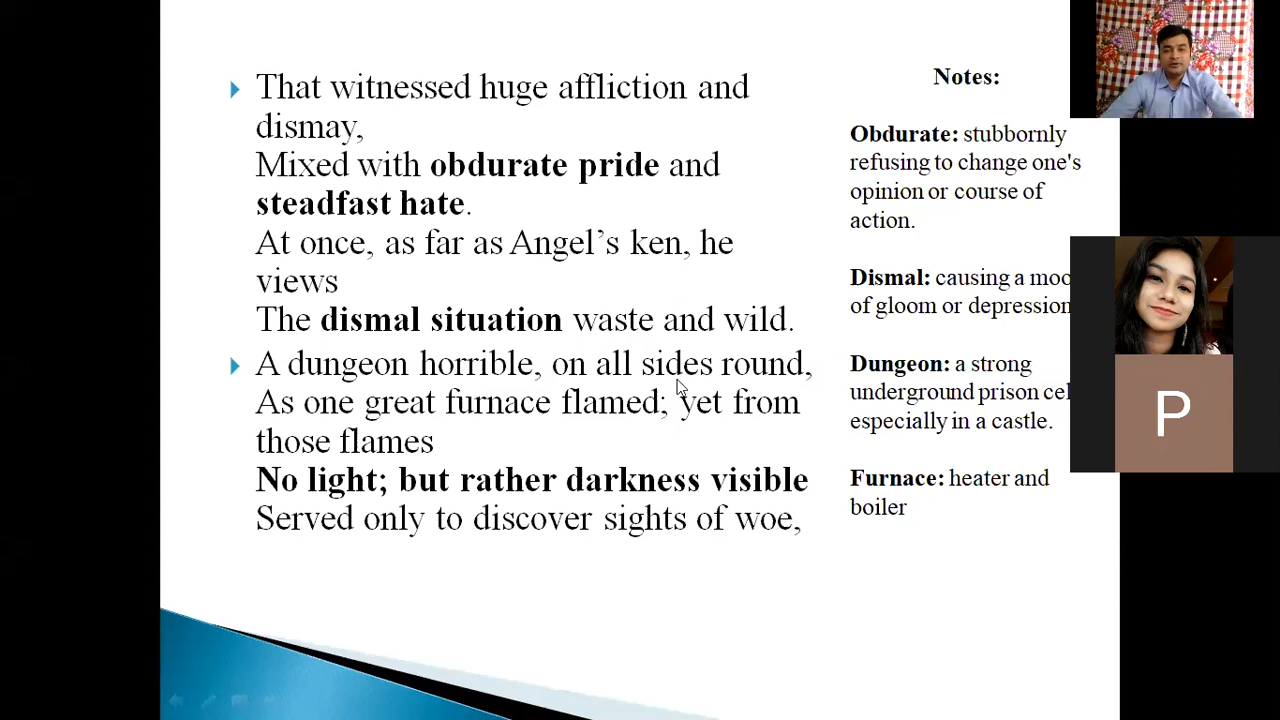 That witnessed huge affliction and
dismay,
Mixed with obdurate pride and
steadfast hate.
At once, as far as Angel’s ken, he
views
The dismal situation waste and wild.
A dungeon horrible, on all sides round,
As one great furnace flamed; yet from
those flames
No light; but rather darkness visible
Served only to discover sights of woe,
Notes:
Obdurate: stubbornly
refusing to change one's
opinion or course of
action.
Dismal: causing a moo
of gloom or depression
Dungeon: a strong
underground prison cel
especially in a castle.
Furnace: heater and
boiler
P